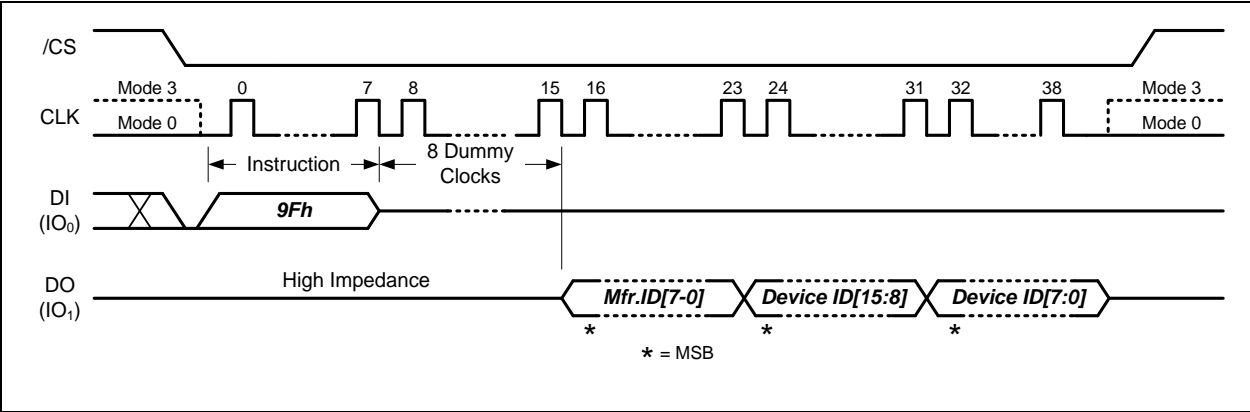 /CS
Mode 3 0 7 8 15 16 23 24 31 32 38 Mode 3
CLK
Mode 0 Mode 0
Instruction 8 Dummy
Clocks
DI
(IO₀)
9Fh
DO
(IO₁)
High Impedance
Mfr.ID[7-0] Device ID[15:8] Device ID[7:0]
* * *
* = MSB